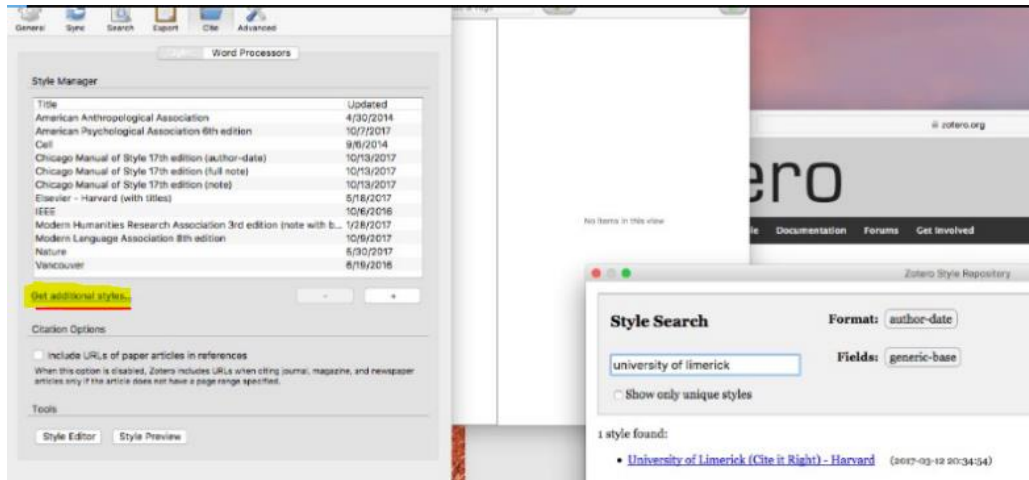 General Sync Search Export Cite Advanced
Word Processors
Style Manager
Title Updated
American Anthropological Association 4/30/2014
American Psychological Association 6th edition 10/7/2017
Cell 9/6/2014
Chicago Manual of Style 17th edition (author-date) 10/13/2017
Chicago Manual of Style 17th edition (full note) 10/13/2017
Chicago Manual of Style 17th edition (note) 10/13/2017
Elsevier - Harvard (with titles) 5/18/2017
IEEE 10/6/2016
Modern Humanities Research Association 3rd edition (note with b... 1/28/2017
Modern Language Association 8th edition 10/9/2017
Nature 5/30/2017
Vancouver 6/19/2016
Get additional styles...
- +
Citation Options
Include URLs of paper articles in references
When this option is disabled, Zotero includes URLs when citing journal, magazine, and newspaper
articles only if the article does not have a page range specified.
Tools
Style Editor Style Preview
No items in this view
zotero.org
ero
Documentation Forums Get Involved
Zotero Style Repository
Style Search
Format: author-date
university of limerick
Fields: generic-base
Show only unique styles
1 style found:
• University of Limerick (Cite it Right) - Harvard (2017-03-12 20:34:54)